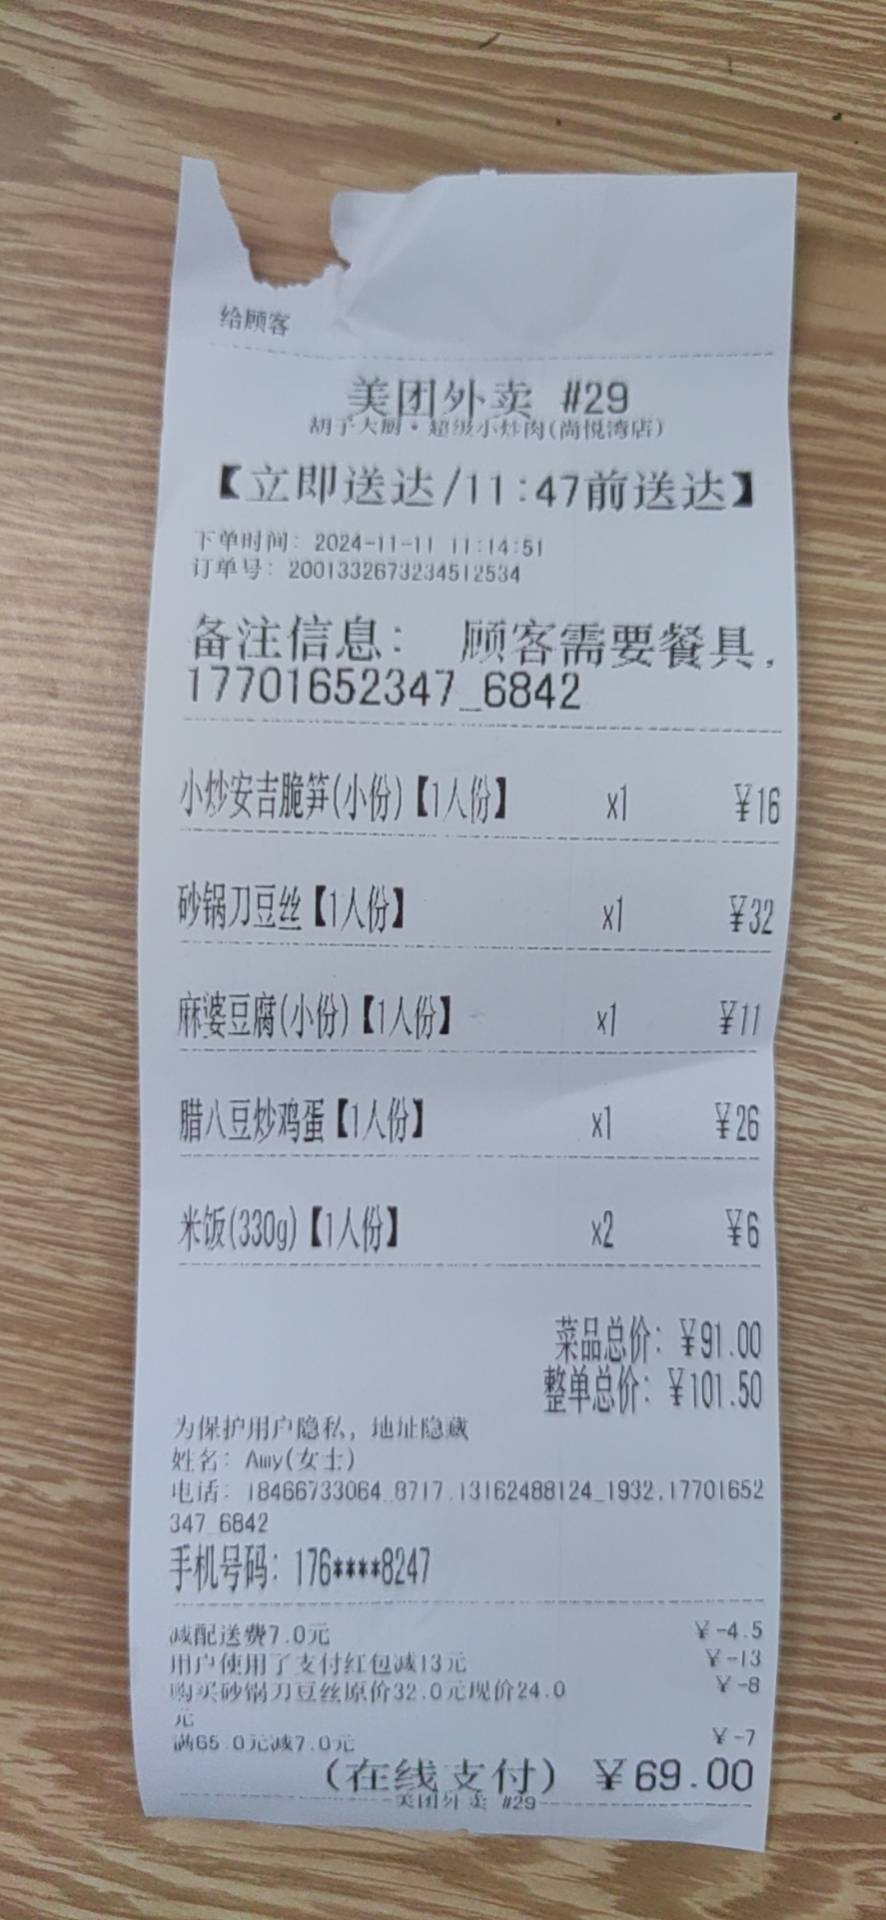 给顾客
美团外卖 #29
胡子大厨·超级小炒肉(尚悦湾店)
【立即送达/11:47前送达】
下单时间: 2024-11-11 11:14:51
订单号: 2001332673234512534
备注信息: 顾客需要餐具,
17701652347_6842
小炒安吉脆笋(小份)【1人份】 x1 ¥16
砂锅刀豆丝【1人份】 x1 ¥32
麻婆豆腐(小份)【1人份】 x1 ¥11
腊八豆炒鸡蛋【1人份】 x1 ¥26
米饭(330g)【1人份】 x2 ¥6
菜品总价: ¥91.00
整单总价: ¥101.50
为保护用户隐私, 地址隐藏
姓名: Amy(女士)
电话: 18466733064_8717,13162488124_1932,17701652
347_6842
手机号码: 176****8247
减配送费7.0元 ¥-4.5
用户使用了支付红包减13元 ¥-13
购买砂锅刀豆丝原价32.0元现价24.0 ¥-8
元
满65.0元减7.0元 ¥-7
(在线支付) ¥69.00
美团外卖 #29